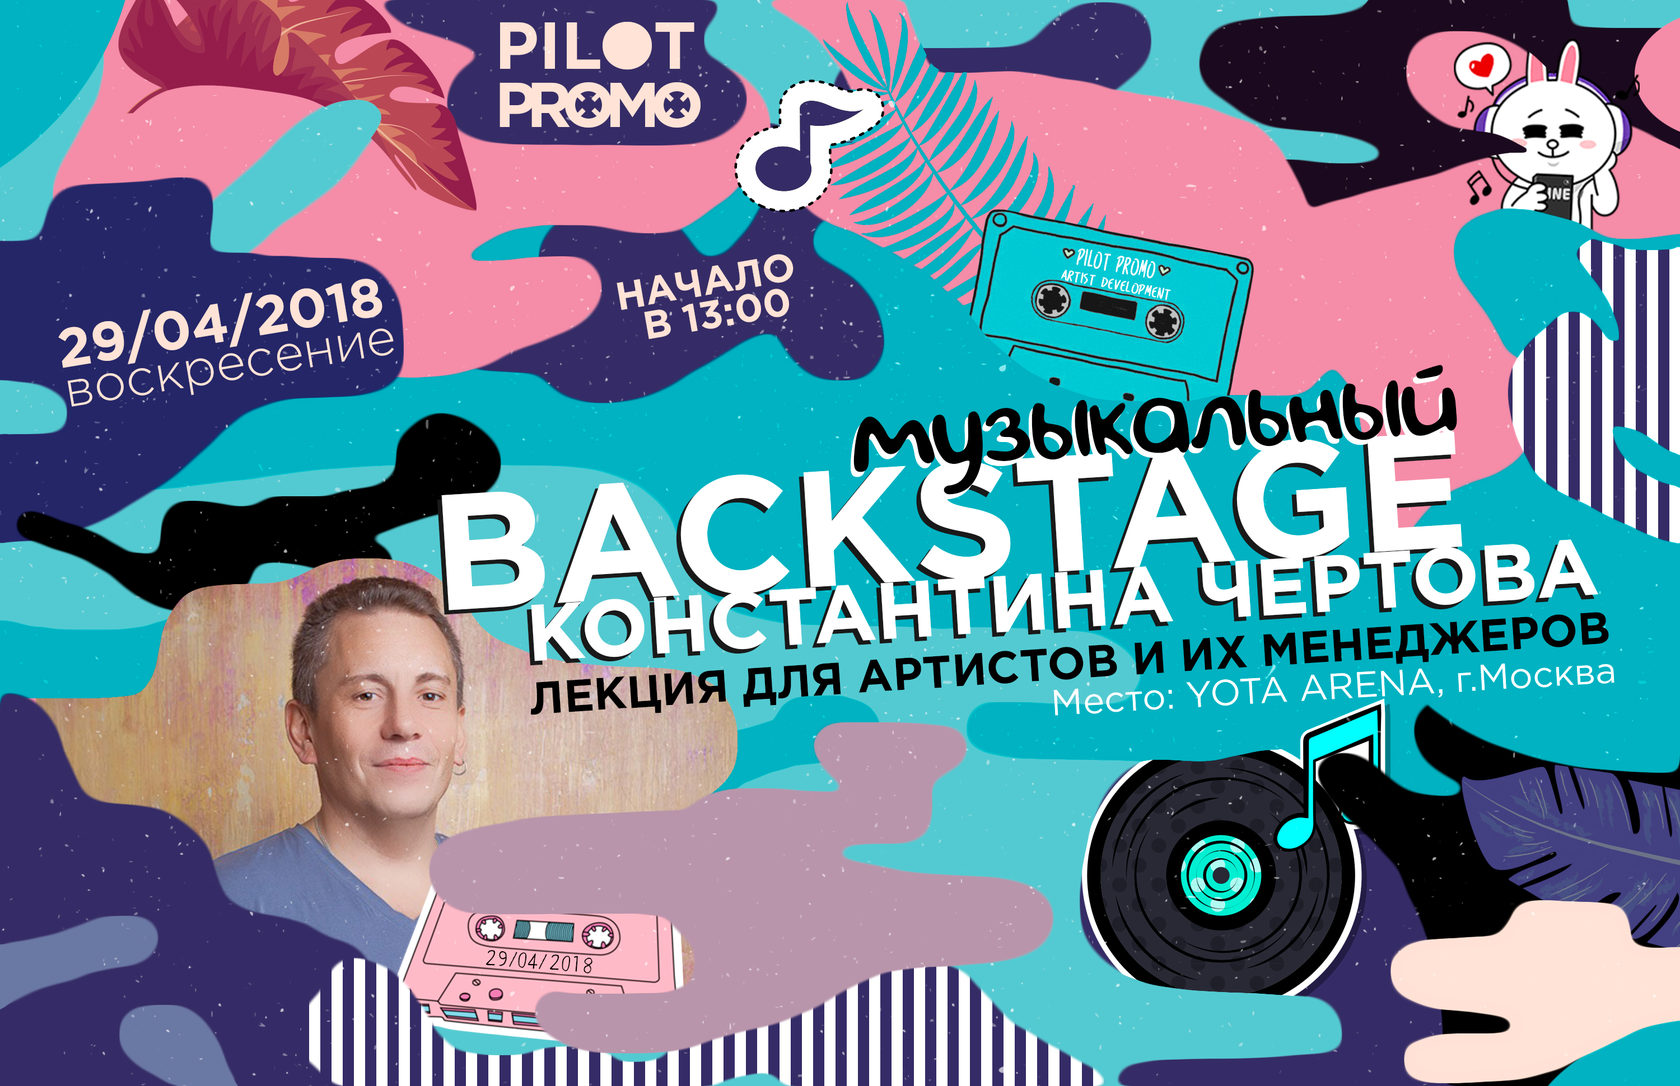 PILOT
PROMO
29/04/2018
воскресение
НАЧАЛО
В 13:00
PILOT PROMO
ARTIST DEVELOPMENT
музыкальный
BACKSTAGE
КОНСТАНТИНА ЧЕРТОВА
ЛЕКЦИЯ ДЛЯ АРТИСТОВ И ИХ МЕНЕДЖЕРОВ
Место: YOTA ARENA, г.Москва
29/04/2018